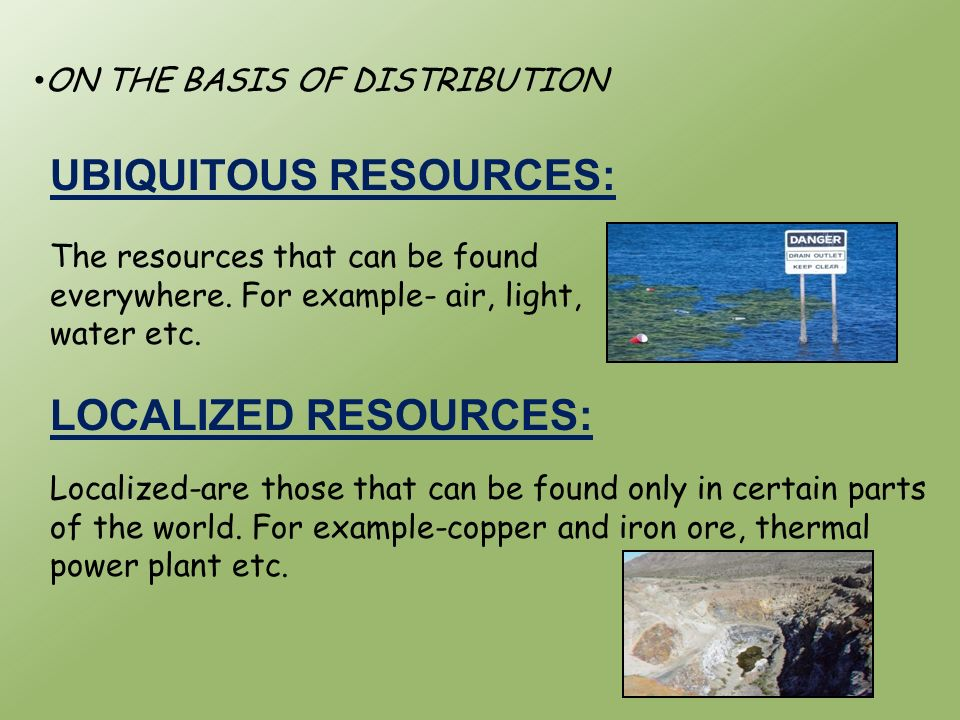 •ON THE BASIS OF DISTRIBUTION
UBIQUITOUS RESOURCES:
The resources that can be found
everywhere. For example- air, light,
water etc.
DANGER
DRAIN OUTLET
KEEP CLEAR
LOCALIZED RESOURCES:
Localized-are those that can be found only in certain parts
of the world. For example-copper and iron ore, thermal
power plant etc.